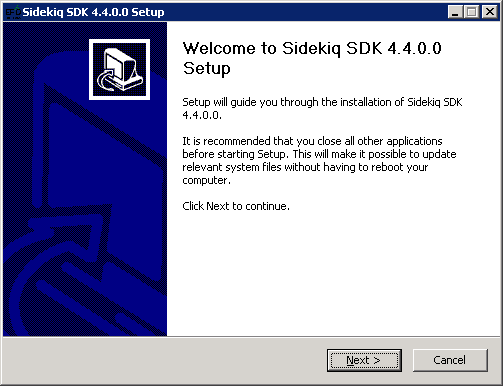 Sidekiq SDK 4.4.0.0 Setup
Welcome to Sidekiq SDK 4.4.0.0
Setup
Setup will guide you through the installation of Sidekiq SDK
4.4.0.0.
It is recommended that you close all other applications
before starting Setup. This will make it possible to update
relevant system files without having to reboot your
computer.
Click Next to continue.
Next >
Cancel